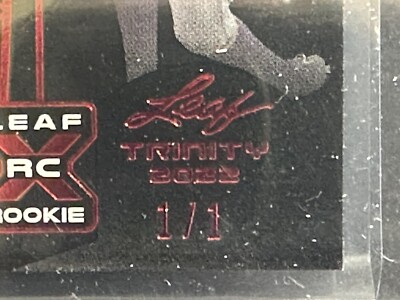 Leaf
TRINITY
2022
1/1
LEAF
RC
ROOKIE